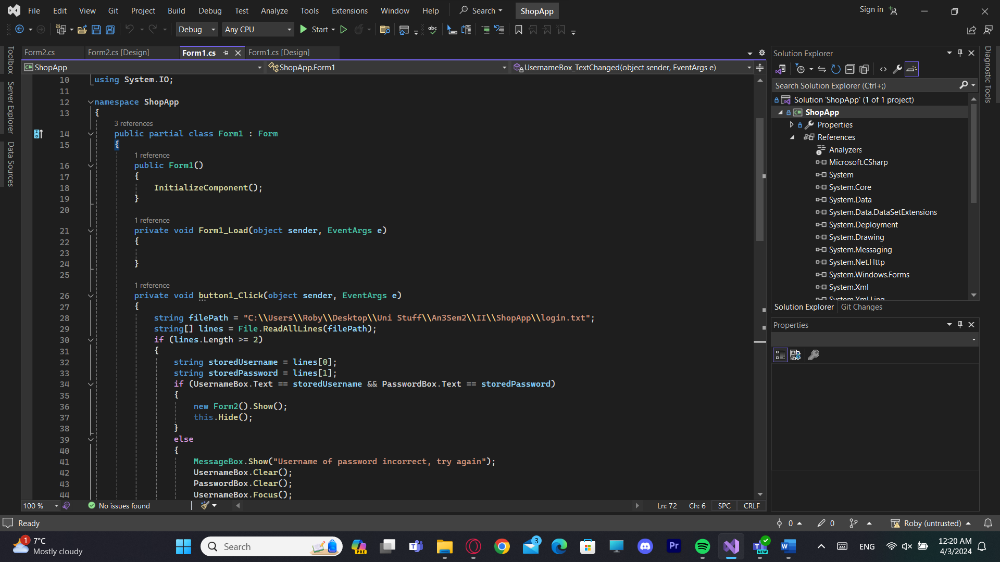 File Edit View Git Project Build Debug Test Analyze Tools Extensions Window Help Search ShopApp Sign in
Debug Any CPU Start
Form2.cs Form2.cs [Design] Form1.cs Form1.cs [Design]
ShopApp ShopApp.Form1 UsernameBox_TextChanged(object sender, EventArgs e)
Toolbox
Server Explorer
Data Sources
10 using System.IO;
11
12 namespace ShopApp
13 {
3 references
14 public partial class Form1 : Form
15 {
1 reference
16 public Form1()
17 {
18 InitializeComponent();
19 }
20
1 reference
21 private void Form1_Load(object sender, EventArgs e)
22 {
23
24 }
25
1 reference
26 private void button1_Click(object sender, EventArgs e)
27 {
28 string filePath = "C:\\Users\\Roby\\Desktop\\Uni Stuff\\An3Sem2\\II\\ShopApp\\login.txt";
29 string[] lines = File.ReadAllLines(filePath);
30 if (lines.Length >= 2)
31 {
32 string storedUsername = lines[0];
33 string storedPassword = lines[1];
34 if (UsernameBox.Text == storedUsername && PasswordBox.Text == storedPassword)
35 {
36 new Form2().Show();
37 this.Hide();
38 }
39 else
40 {
41 MessageBox.Show("Username of password incorrect, try again");
42 UsernameBox.Clear();
43 PasswordBox.Clear();
44 UsernameBox.Focus();
100 % No issues found Ln: 72 Ch: 6 SPC CRLF
Solution Explorer
Search Solution Explorer (Ctrl+;)
Solution 'ShopApp' (1 of 1 project)
C# ShopApp
Properties
References
Analyzers
Microsoft.CSharp
System
System.Core
System.Data
System.Data.DataSetExtensions
System.Deployment
System.Drawing
System.Messaging
System.Net.Http
System.Windows.Forms
System.Xml
System.Xml.Linq
Solution Explorer Git Changes
Properties
Diagnostic Tools
Ready 0 0 Roby (untrusted)
1 7°C
Mostly cloudy
Search PRE 3 Pr NEW W
ENG
12:20 AM
4/3/2024